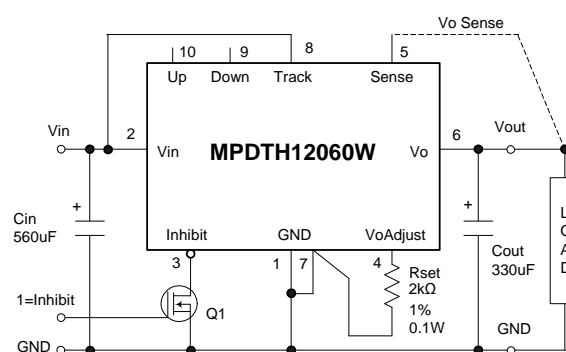 Vo Sense
10 9 8 5
Up Down Track Sense
Vin 2 6 Vout
Vin MPDTH12060W Vo
+ +
Cin
560uF
Inhibit GND VoAdjust
3 1 7 4
Rset
2kΩ
1%
0.1W
Cout
330uF
L
O
A
D
1=Inhibit
Q1
GND GND